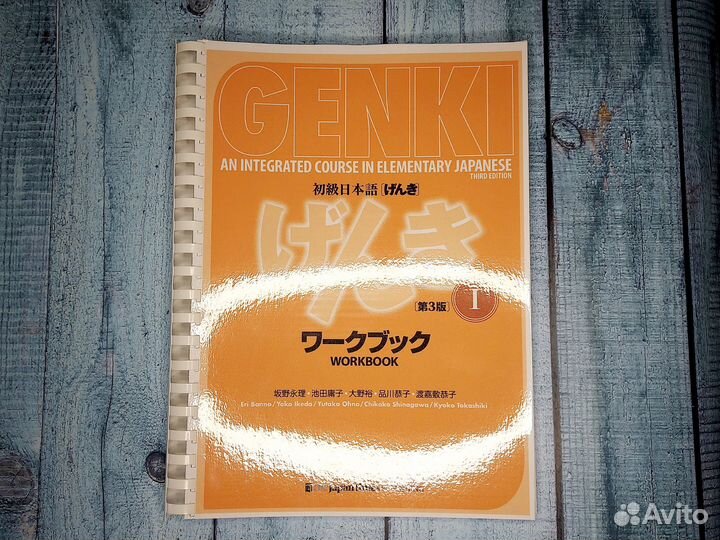 GENKI
AN INTEGRATED COURSE IN ELEMENTARY JAPANESE
THIRD EDITION
初級日本語[げんき]
げんき
[第3版]
I
ワークブック
WORKBOOK
坂野永理・池田庸子・大野裕・品川恭子・渡嘉敷恭子
Eri Banno/Yoko Ikeda/Yutaka Ohno/Chikako Shinagawa/Kyoko Tokashiki
Japan
Avito